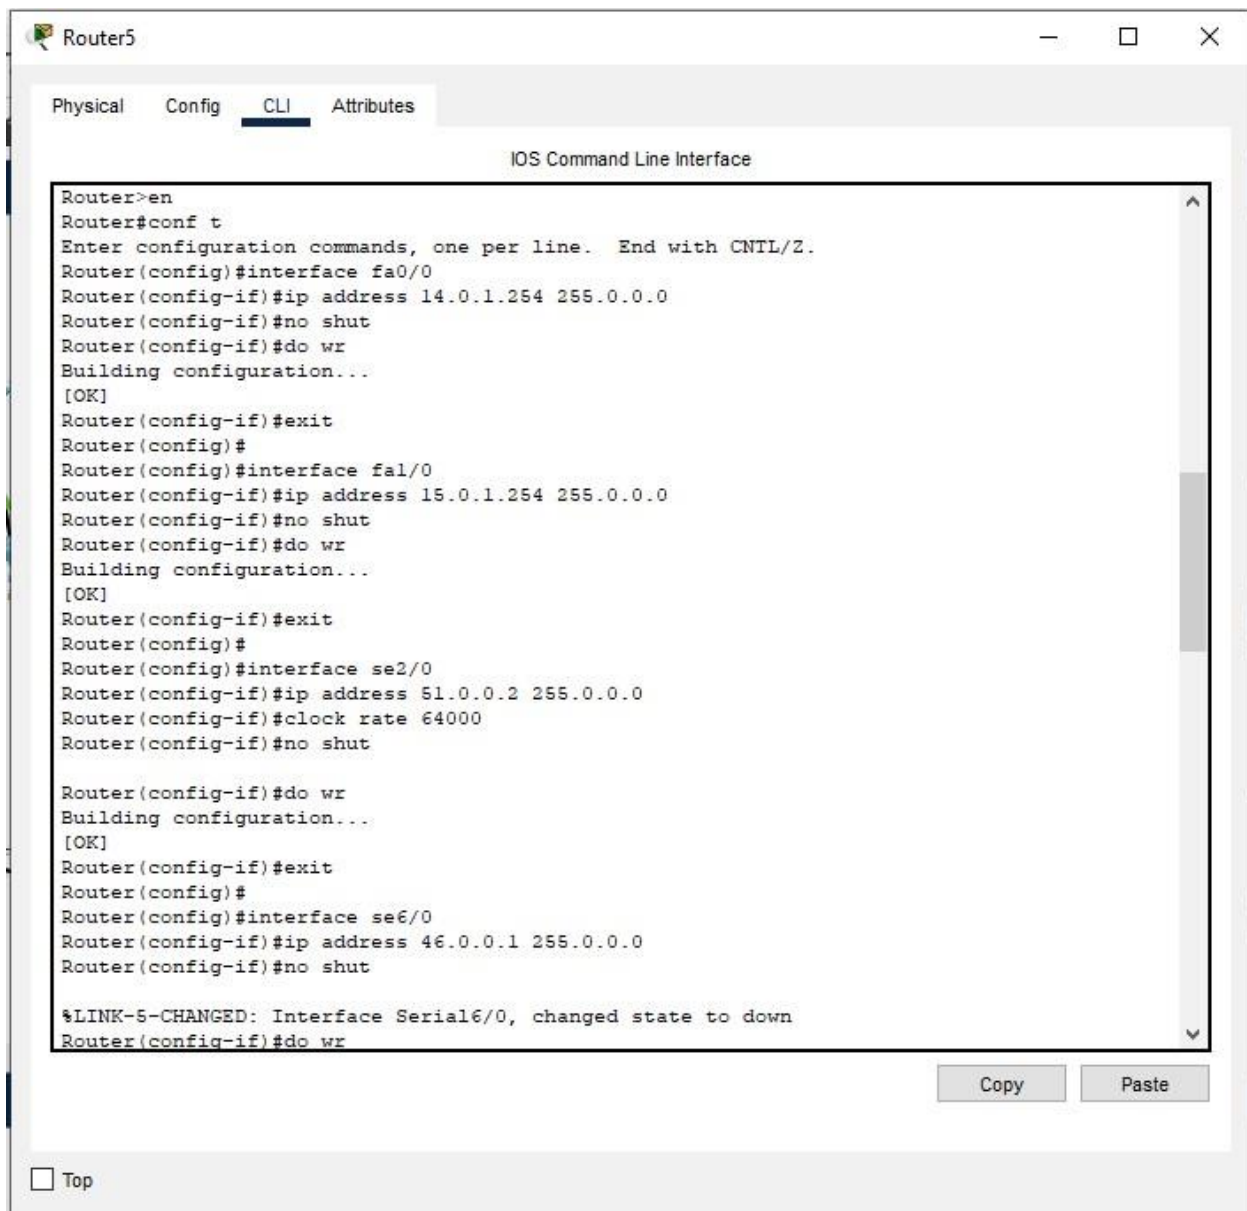 Router5
Physical Config CLI Attributes
IOS Command Line Interface
Router>en
Router#conf t
Enter configuration commands, one per line.  End with CNTL/Z.
Router(config)#interface fa0/0
Router(config-if)#ip address 14.0.1.254 255.0.0.0
Router(config-if)#no shut
Router(config-if)#do wr
Building configuration...
[OK]
Router(config-if)#exit
Router(config)#
Router(config)#interface fa1/0
Router(config-if)#ip address 15.0.1.254 255.0.0.0
Router(config-if)#no shut
Router(config-if)#do wr
Building configuration...
[OK]
Router(config-if)#exit
Router(config)#
Router(config)#interface se2/0
Router(config-if)#ip address 51.0.0.2 255.0.0.0
Router(config-if)#clock rate 64000
Router(config-if)#no shut
Router(config-if)#do wr
Building configuration...
[OK]
Router(config-if)#exit
Router(config)#
Router(config)#interface se6/0
Router(config-if)#ip address 46.0.0.1 255.0.0.0
Router(config-if)#no shut
%LINK-5-CHANGED: Interface Serial6/0, changed state to down
Router(config-if)#do wr
Copy Paste
Top